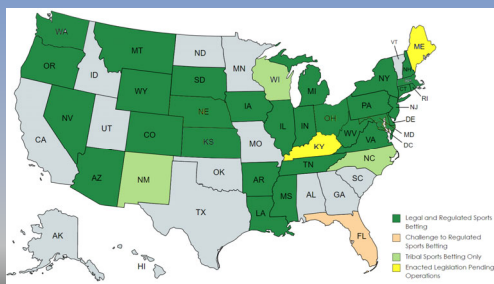 WA
MT
ND
MN
VT
ME
OR
ID
SD
WI
NY
WY
MI
RI
NV
UT
NE
IA
PA
NJ
CA
CO
IL
IN
OH
DE
KS
MO
WV
VA
MD
KY
DC
AZ
NM
OK
AR
TN
NC
SC
MS
AL
GA
TX
LA
FL
AK
HI
Legal and Regulated Sports
Betting
Challenge to Regulated
Sports Betting
Tribal Sports Betting Only
Enacted Legislation Pending
Operations